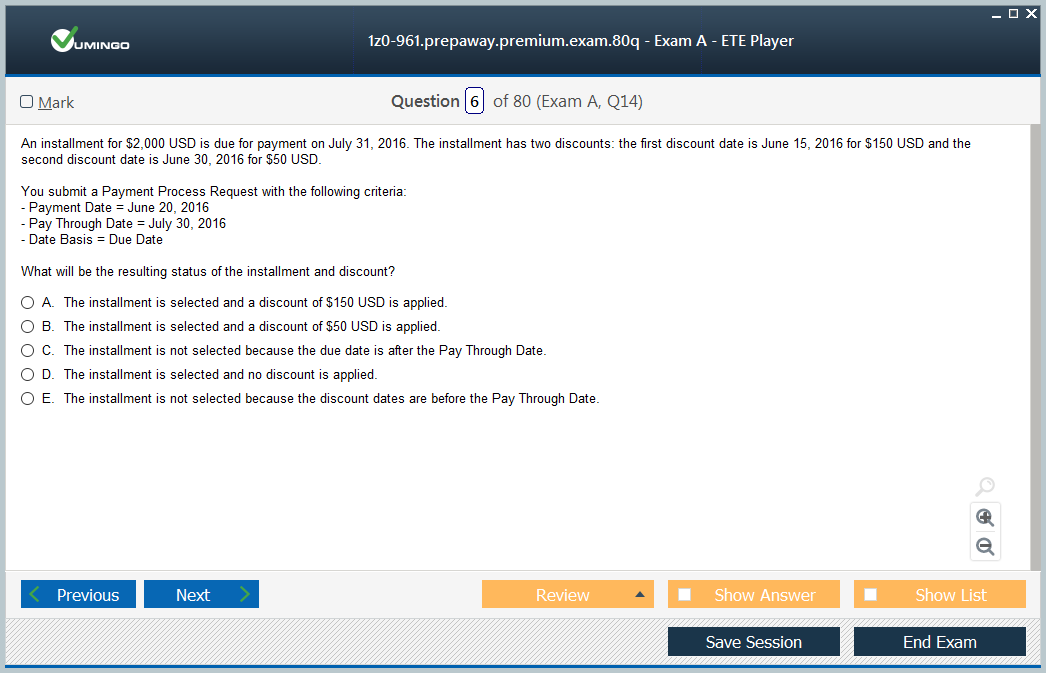 VUMINGO
1z0-961.prepaway.premium.exam.80q - Exam A - ETE Player
Mark
Question 6 of 80 (Exam A, Q14)
An installment for $2,000 USD is due for payment on July 31, 2016. The installment has two discounts: the first discount date is June 15, 2016 for $150 USD and the
second discount date is June 30, 2016 for $50 USD.
You submit a Payment Process Request with the following criteria:
- Payment Date = June 20, 2016
- Pay Through Date = July 30, 2016
- Date Basis = Due Date
What will be the resulting status of the installment and discount?
A. The installment is selected and a discount of $150 USD is applied.
B. The installment is selected and a discount of $50 USD is applied.
C. The installment is not selected because the due date is after the Pay Through Date.
D. The installment is selected and no discount is applied.
E. The installment is not selected because the discount dates are before the Pay Through Date.
Previous Next Review Show Answer Show List
Save Session End Exam